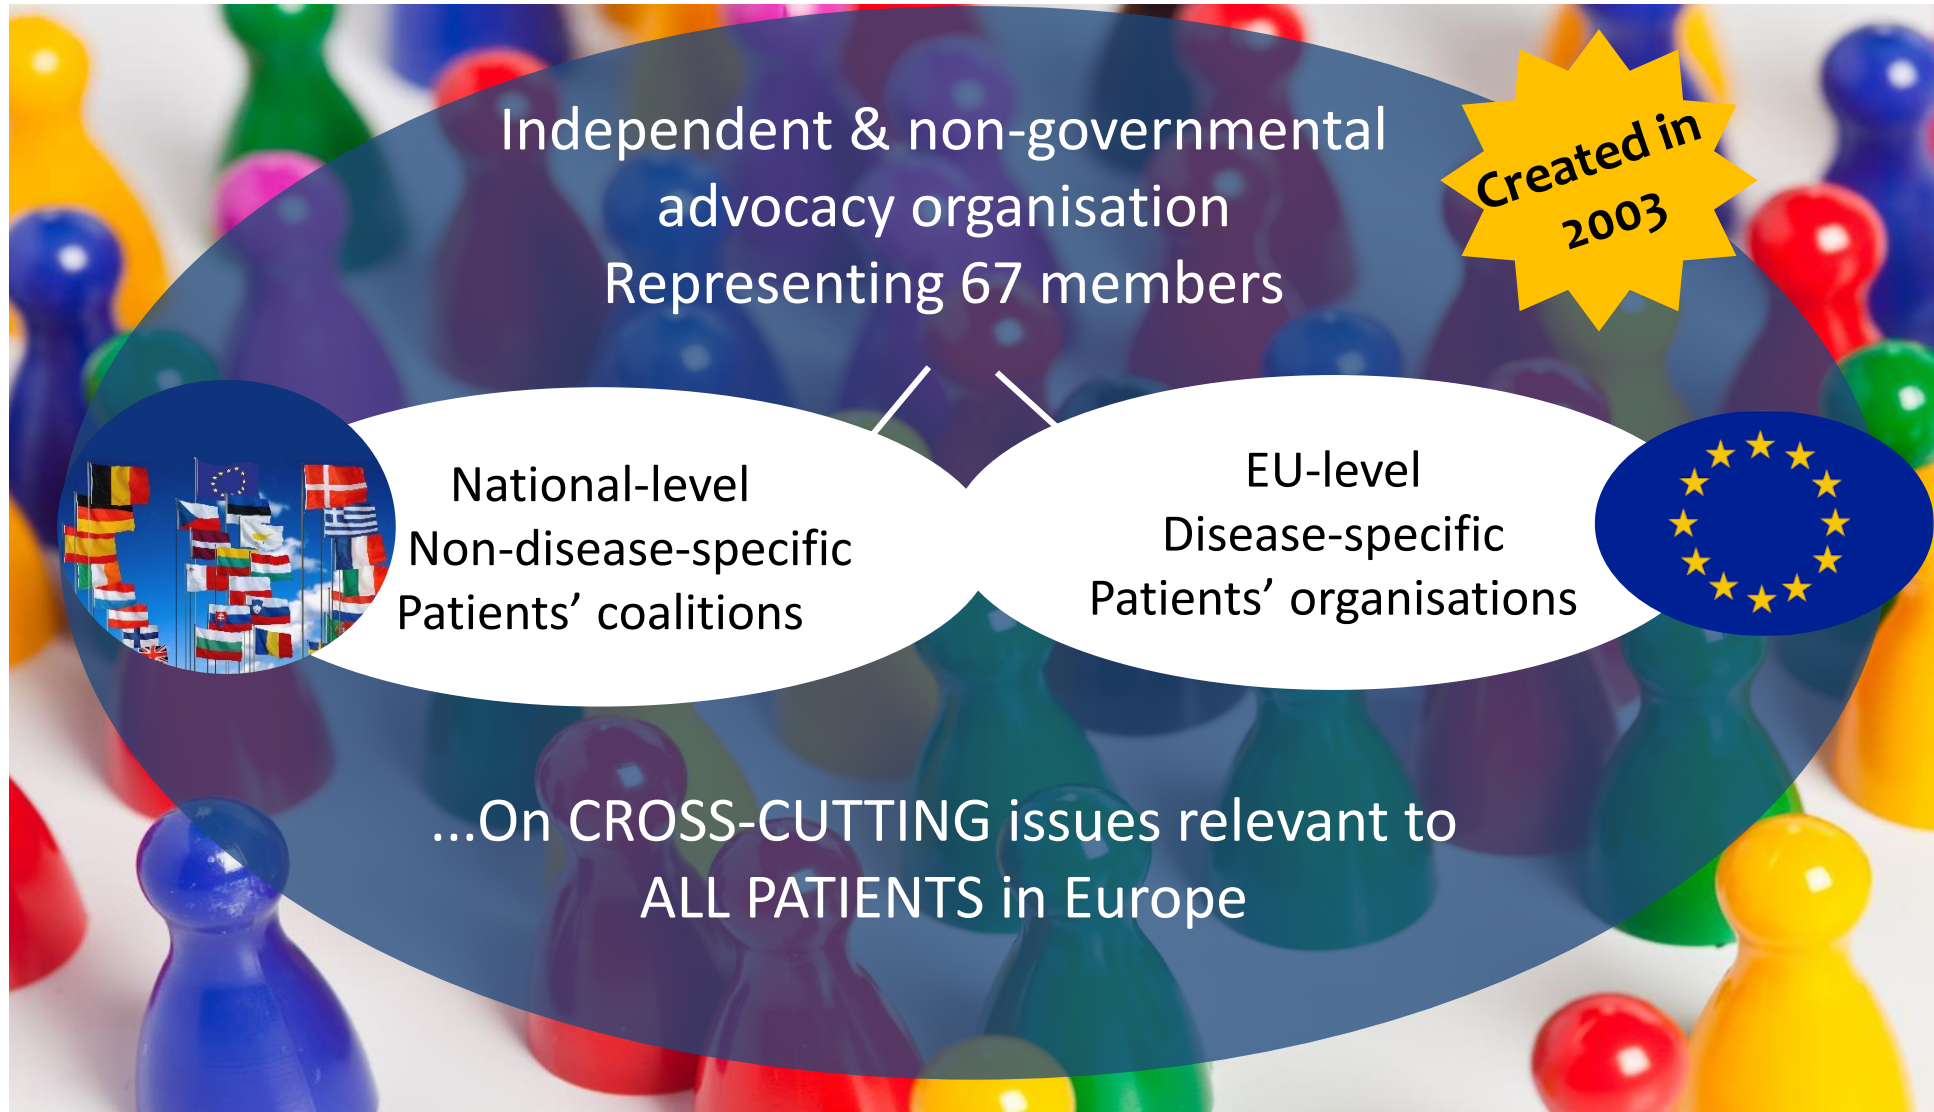 Independent & non-governmental
advocacy organisation
Representing 67 members
Created in
2003
National-level
Non-disease-specific
Patients’ coalitions
EU-level
Disease-specific
Patients’ organisations
...On CROSS-CUTTING issues relevant to
ALL PATIENTS in Europe